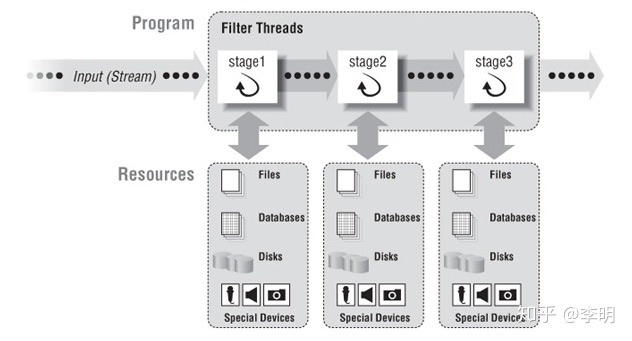 Program
Filter Threads
Input (Stream)
stage1
stage2
stage3
Resources
Files
Databases
Disks
Special Devices
Files
Databases
Disks
Special Devices
Files
Databases
Disks
Special Devices
知乎 @李明